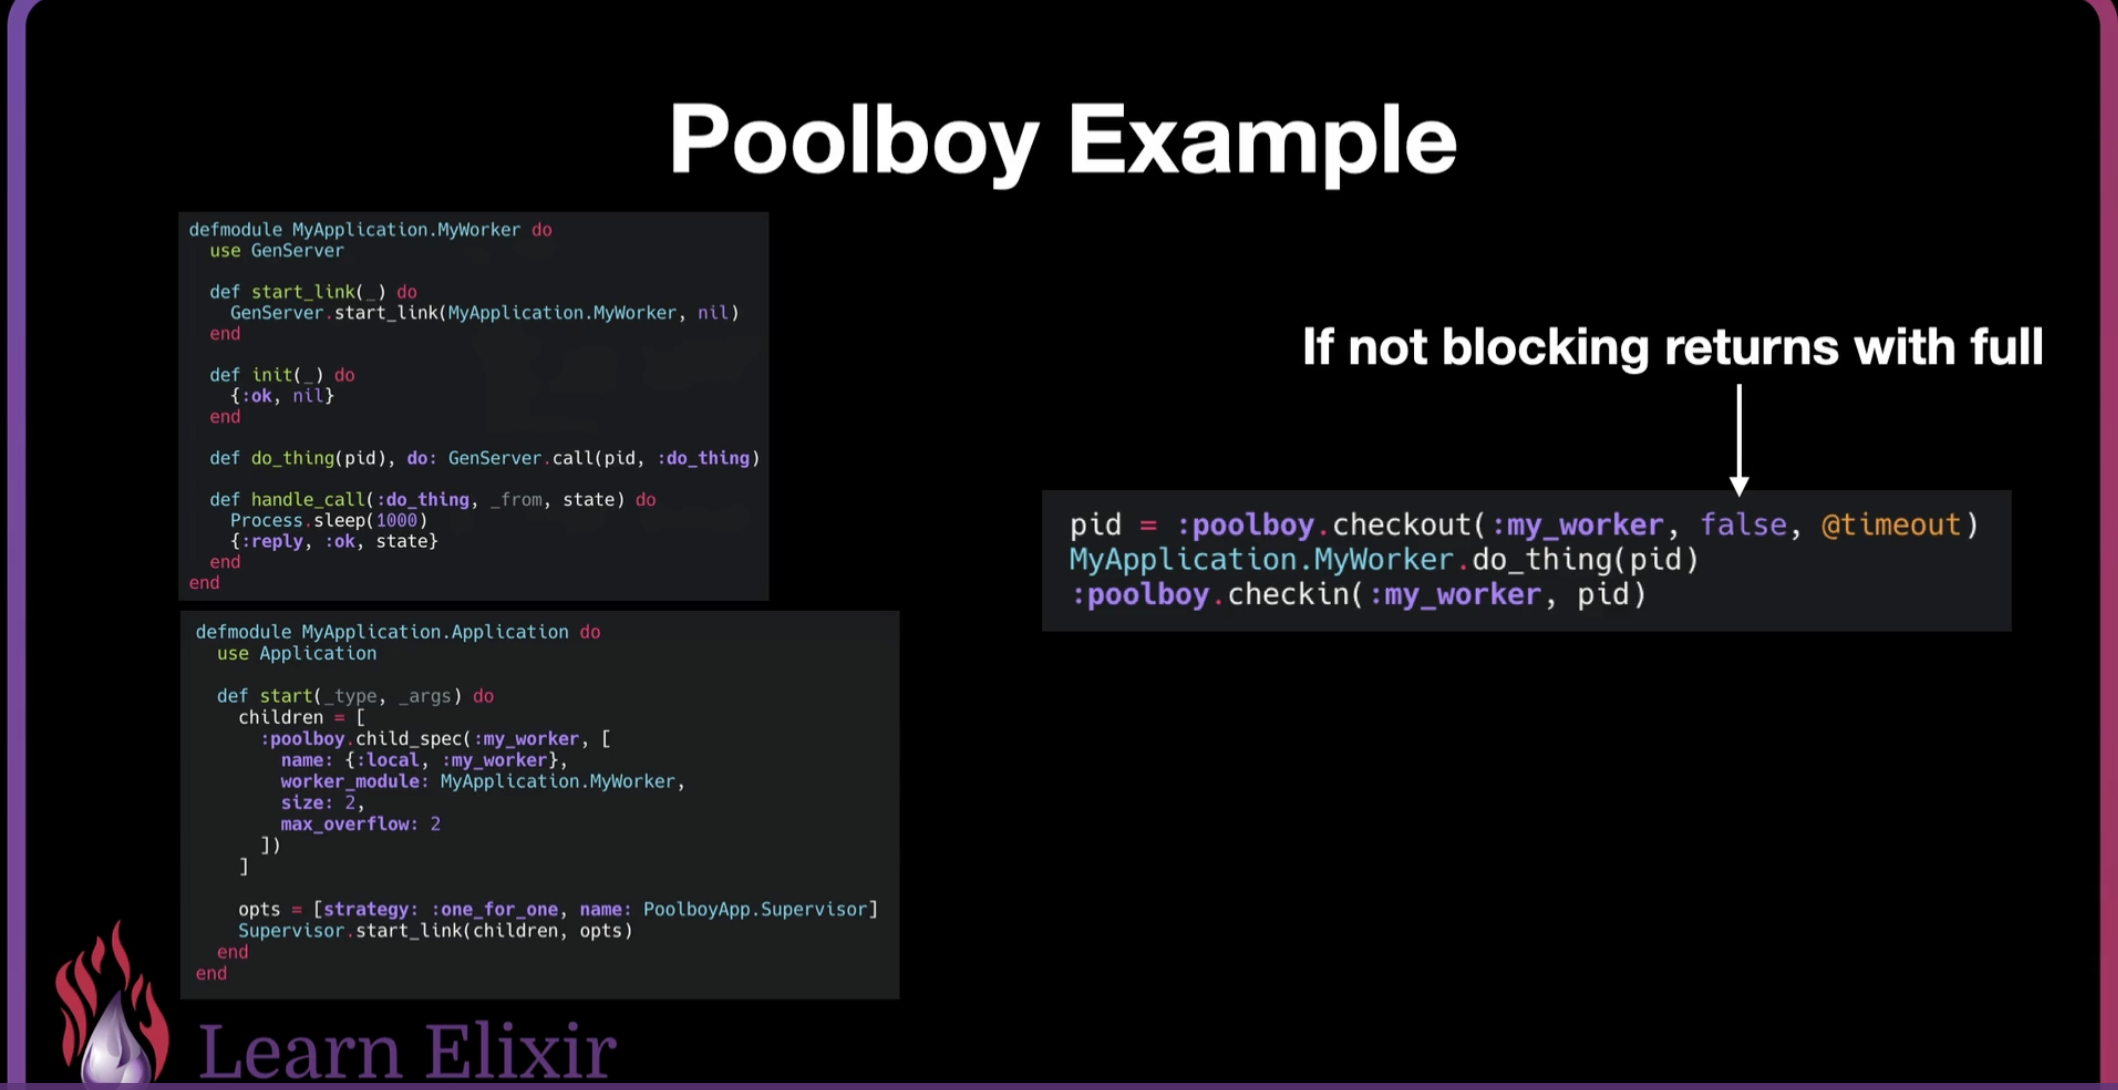 Poolboy Example
defmodule MyApplication.MyWorker do
  use GenServer

  def start_link(_) do
    GenServer.start_link(MyApplication.MyWorker, nil)
  end

  def init(_) do
    {:ok, nil}
  end

  def do_thing(pid), do: GenServer.call(pid, :do_thing)

  def handle_call(:do_thing, _from, state) do
    Process.sleep(1000)
    {:reply, :ok, state}
  end
end
defmodule MyApplication.Application do
  use Application

  def start(_type, _args) do
    children = [
      :poolboy.child_spec(:my_worker, [
        name: {:local, :my_worker},
        worker_module: MyApplication.MyWorker,
        size: 2,
        max_overflow: 2
      ])
    ]

    opts = [strategy: :one_for_one, name: PoolboyApp.Supervisor]
    Supervisor.start_link(children, opts)
  end
end
If not blocking returns with full
pid = :poolboy.checkout(:my_worker, false, @timeout)
MyApplication.MyWorker.do_thing(pid)
:poolboy.checkin(:my_worker, pid)
Learn Elixir